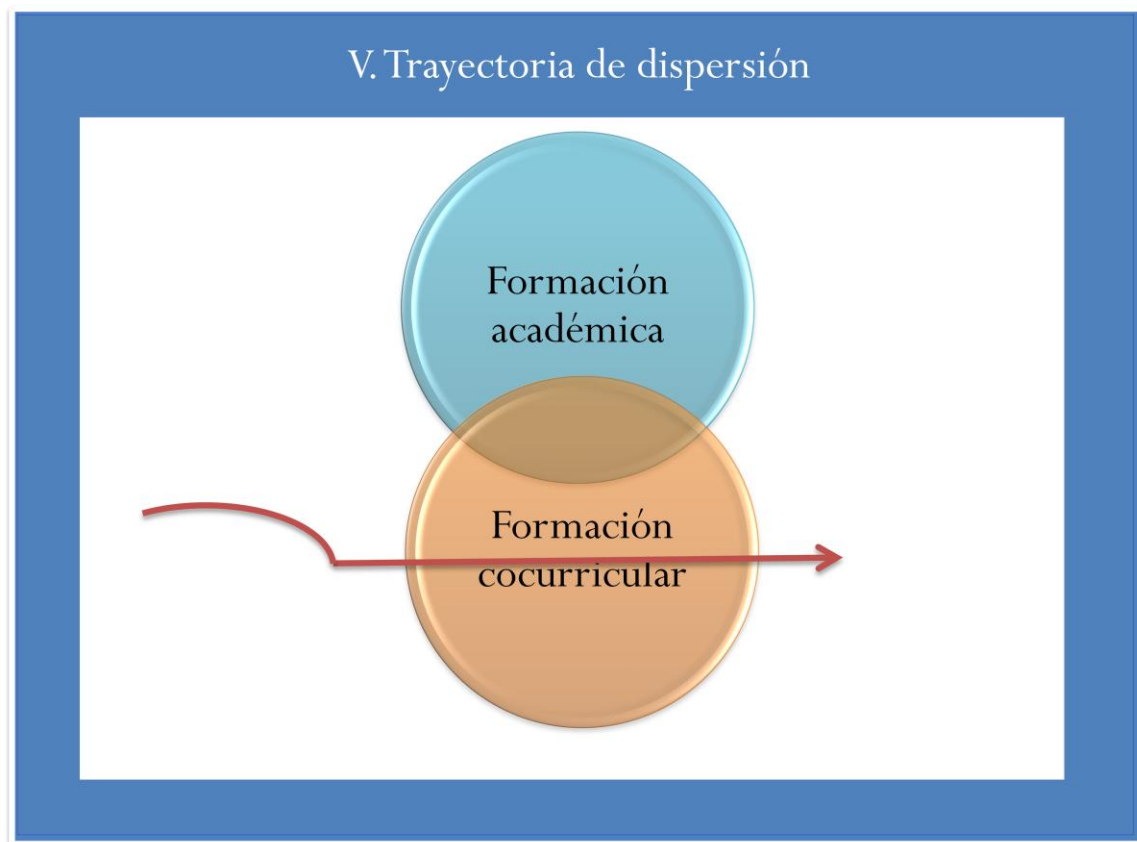 V. Trayectoria de dispersión
Formación
académica
Formación
cocurricular